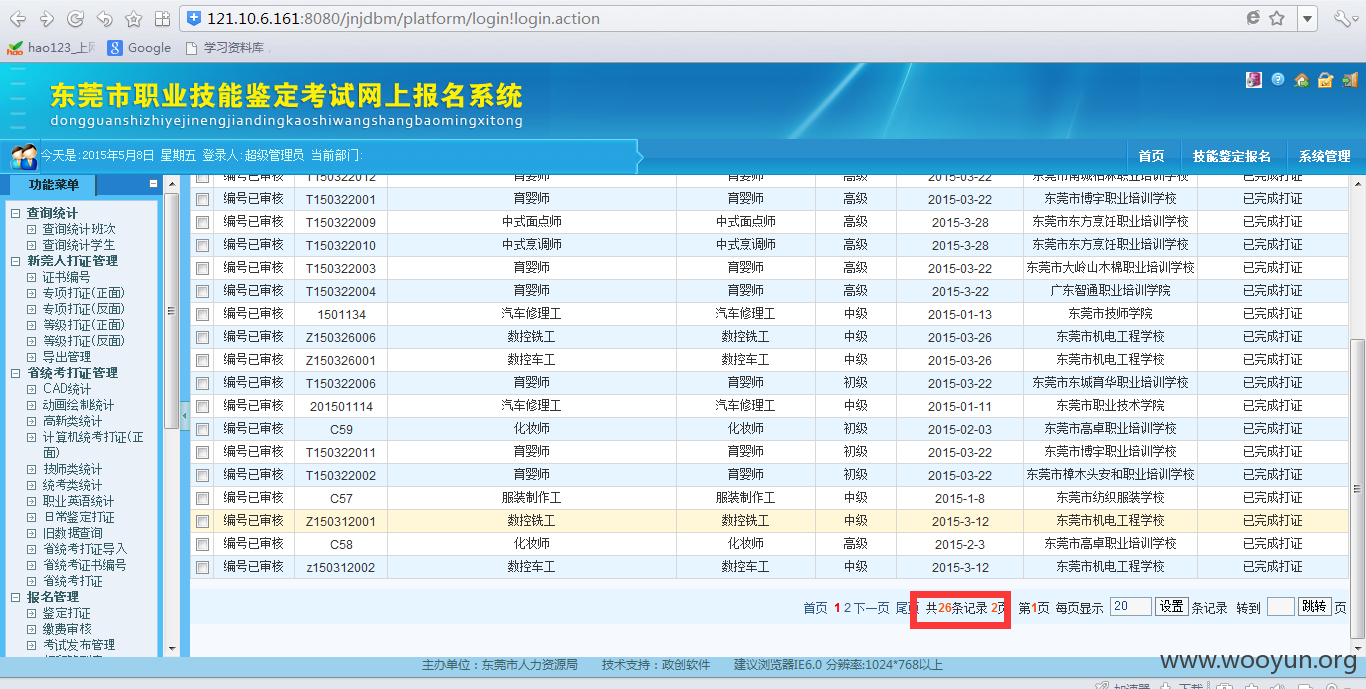 121.10.6.161:8080/jnjdbm/platform/login!login.action
hao123_上网 Google 学习资料库
东莞市职业技能鉴定考试网上报名系统
dongguanshizhiyejinengjiandingkaoshiwangshangbaomingxitong
今天是:2015年5月8日 星期五 登录人:超级管理员 当前部门:
首页 技能鉴定报名 系统管理
功能菜单
查询统计
查询统计班次
查询统计学生
新莞人打证管理
证书编号
专项打证(正面)
专项打证(反面)
等级打证(正面)
等级打证(反面)
导出管理
省统考打证管理
CAD统计
动画绘制统计
高新类统计
计算机统考打证(正
面)
技师类统计
统考类统计
职业英语统计
日常鉴定打证
旧数据查询
省统考打证导入
省统考证书编号
省统考打证
报名管理
鉴定打证
缴费审核
考试发布管理
编号已审核 T150322012 育婴师 育婴师 高级 2015-03-22 东莞市南城柏林职业培训学校 已完成打证
编号已审核 T150322001 育婴师 育婴师 高级 2015-03-22 东莞市博宇职业培训学校 已完成打证
编号已审核 T150322009 中式面点师 中式面点师 高级 2015-3-28 东莞市东方烹饪职业培训学校 已完成打证
编号已审核 T150322010 中式烹调师 中式烹调师 高级 2015-3-28 东莞市东方烹饪职业培训学校 已完成打证
编号已审核 T150322003 育婴师 育婴师 高级 2015-03-22 东莞市大岭山木棉职业培训学校 已完成打证
编号已审核 T150322004 育婴师 育婴师 高级 2015-3-22 广东智通职业培训学院 已完成打证
编号已审核 1501134 汽车修理工 汽车修理工 中级 2015-01-13 东莞市技师学院 已完成打证
编号已审核 Z150326006 数控铣工 数控铣工 中级 2015-03-26 东莞市机电工程学校 已完成打证
编号已审核 Z150326001 数控车工 数控车工 中级 2015-03-26 东莞市机电工程学校 已完成打证
编号已审核 T150322006 育婴师 育婴师 初级 2015-03-22 东莞市东城育华职业培训学校 已完成打证
编号已审核 201501114 汽车修理工 汽车修理工 中级 2015-01-11 东莞市职业技术学院 已完成打证
编号已审核 C59 化妆师 化妆师 初级 2015-02-03 东莞市高卓职业培训学校 已完成打证
编号已审核 T150322011 育婴师 育婴师 初级 2015-03-22 东莞市博宇职业培训学校 已完成打证
编号已审核 T150322002 育婴师 育婴师 初级 2015-03-22 东莞市樟木头安和职业培训学校 已完成打证
编号已审核 C57 服装制作工 服装制作工 中级 2015-1-8 东莞市纺织服装学校 已完成打证
编号已审核 Z150312001 数控铣工 数控铣工 中级 2015-3-12 东莞市机电工程学校 已完成打证
编号已审核 C58 化妆师 化妆师 高级 2015-2-3 东莞市高卓职业培训学校 已完成打证
编号已审核 z150312002 数控车工 数控车工 中级 2015-3-12 东莞市机电工程学校 已完成打证
首页 1 2 下一页 尾页 共26条记录 2页 第1页 每页显示 20 设置 条记录 转到 跳转 页
主办单位：东莞市人力资源局 技术支持：政创软件 建议浏览器IE6.0 分辨率:1024*768以上
www.wooyun.org
加速器 下载